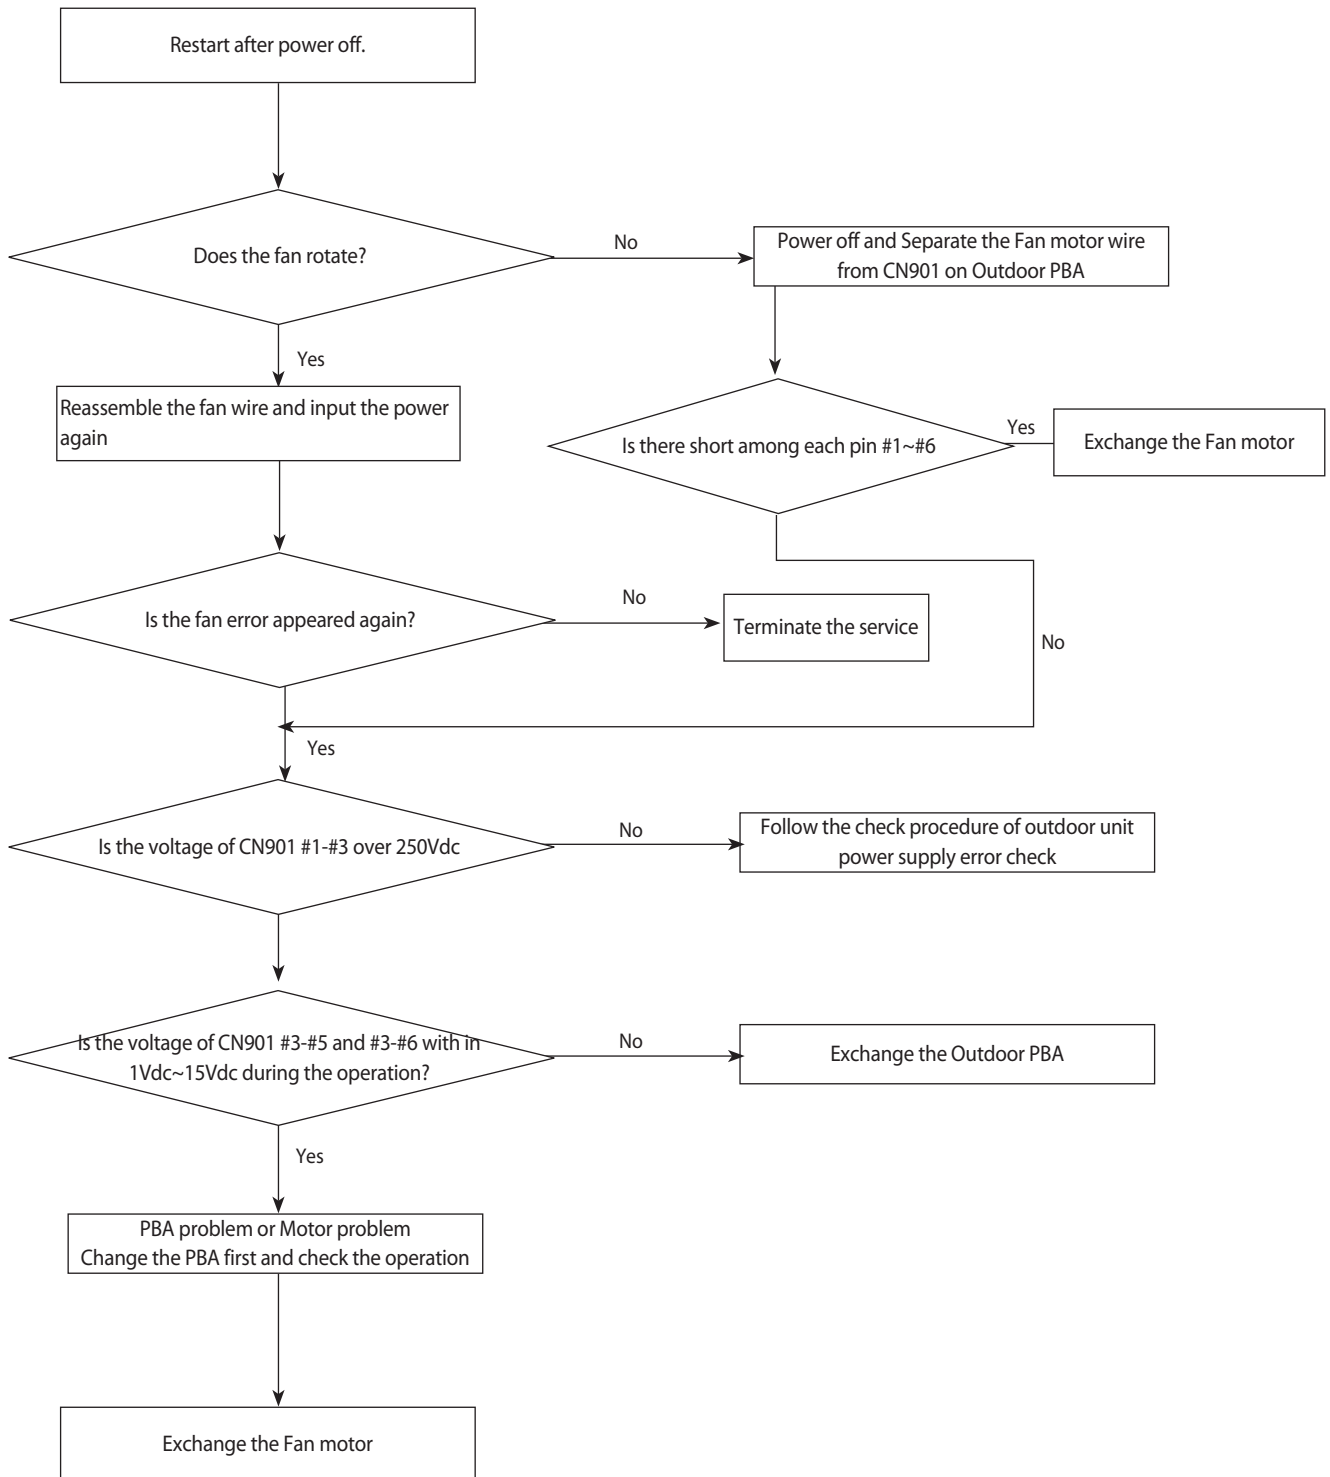 Restart after power off.
Does the fan rotate?
No
Power off and Separate the Fan motor wire
from CN901 on Outdoor PBA
Yes
Reassemble the fan wire and input the power
again
Is there short among each pin #1~#6
Yes
Exchange the Fan motor
Is the fan error appeared again?
No
Terminate the service
No
Yes
Is the voltage of CN901 #1-#3 over 250Vdc
No
Follow the check procedure of outdoor unit
power supply error check
Is the voltage of CN901 #3-#5 and #3-#6 with in
1Vdc~15Vdc during the operation?
No
Exchange the Outdoor PBA
Yes
PBA problem or Motor problem
Change the PBA first and check the operation
Exchange the Fan motor